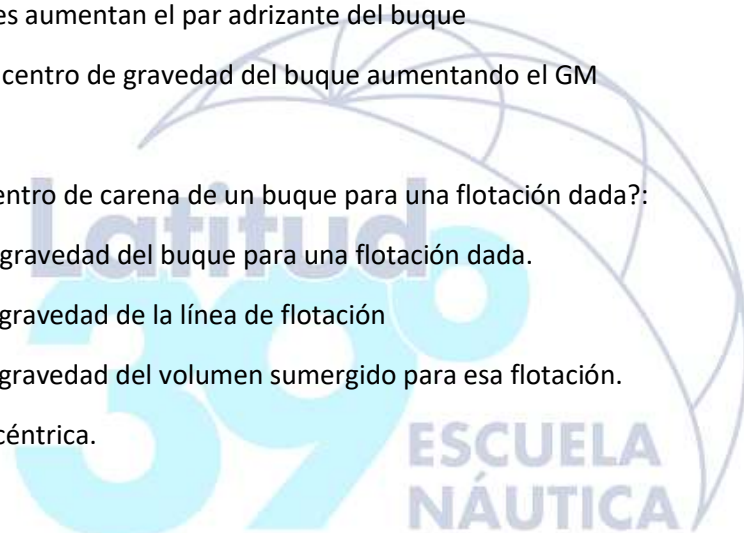 es aumentan el par adrizante del buque
centro de gravedad del buque aumentando el GM
entro de carena de un buque para una flotación dada?:
gravedad del buque para una flotación dada.
gravedad de la línea de flotación
gravedad del volumen sumergido para esa flotación.
céntrica.
Latitud
39º
ESCUELA
NÁUTICA